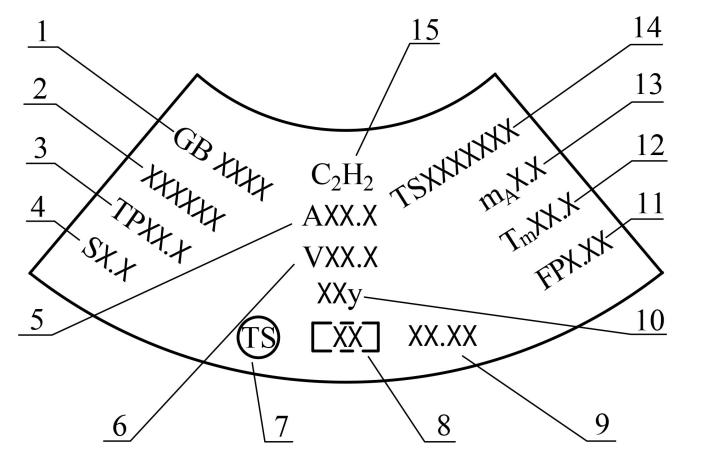 1
2
3
4
5
6
7
8
9
10
11
12
13
14
15
GB XXXX
XXXXXX
TPXX.X
SX.X
C₂H₂
AXX.X
VXX.X
XXy
TS
XX
XX.XX
TSXXXXXXX
mₐX.X
TₘXX.X
FPX.XX